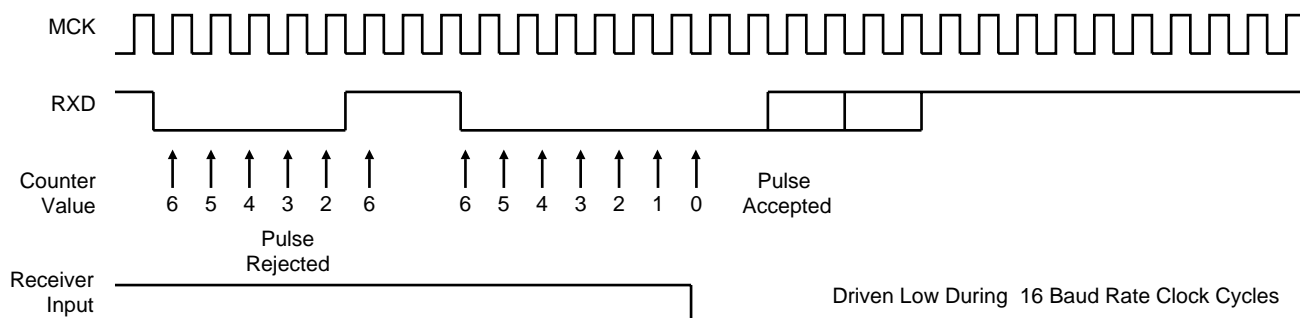 MCK
RXD
Counter
Value
6 5 4 3 2 6 6 5 4 3 2 1 0
Pulse
Accepted
Pulse
Rejected
Receiver
Input
Driven Low During 16 Baud Rate Clock Cycles